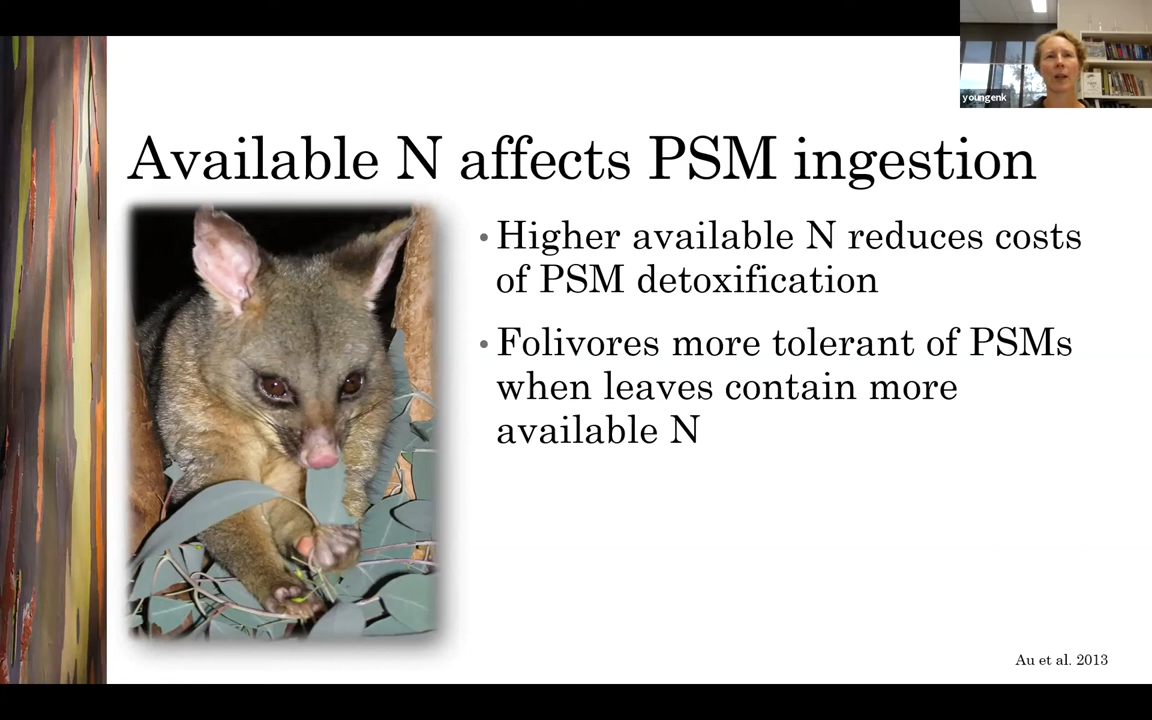 youngenk
Available N affects PSM ingestion
• Higher available N reduces costs
of PSM detoxification
• Folivores more tolerant of PSMs
when leaves contain more
available N
Au et al. 2013